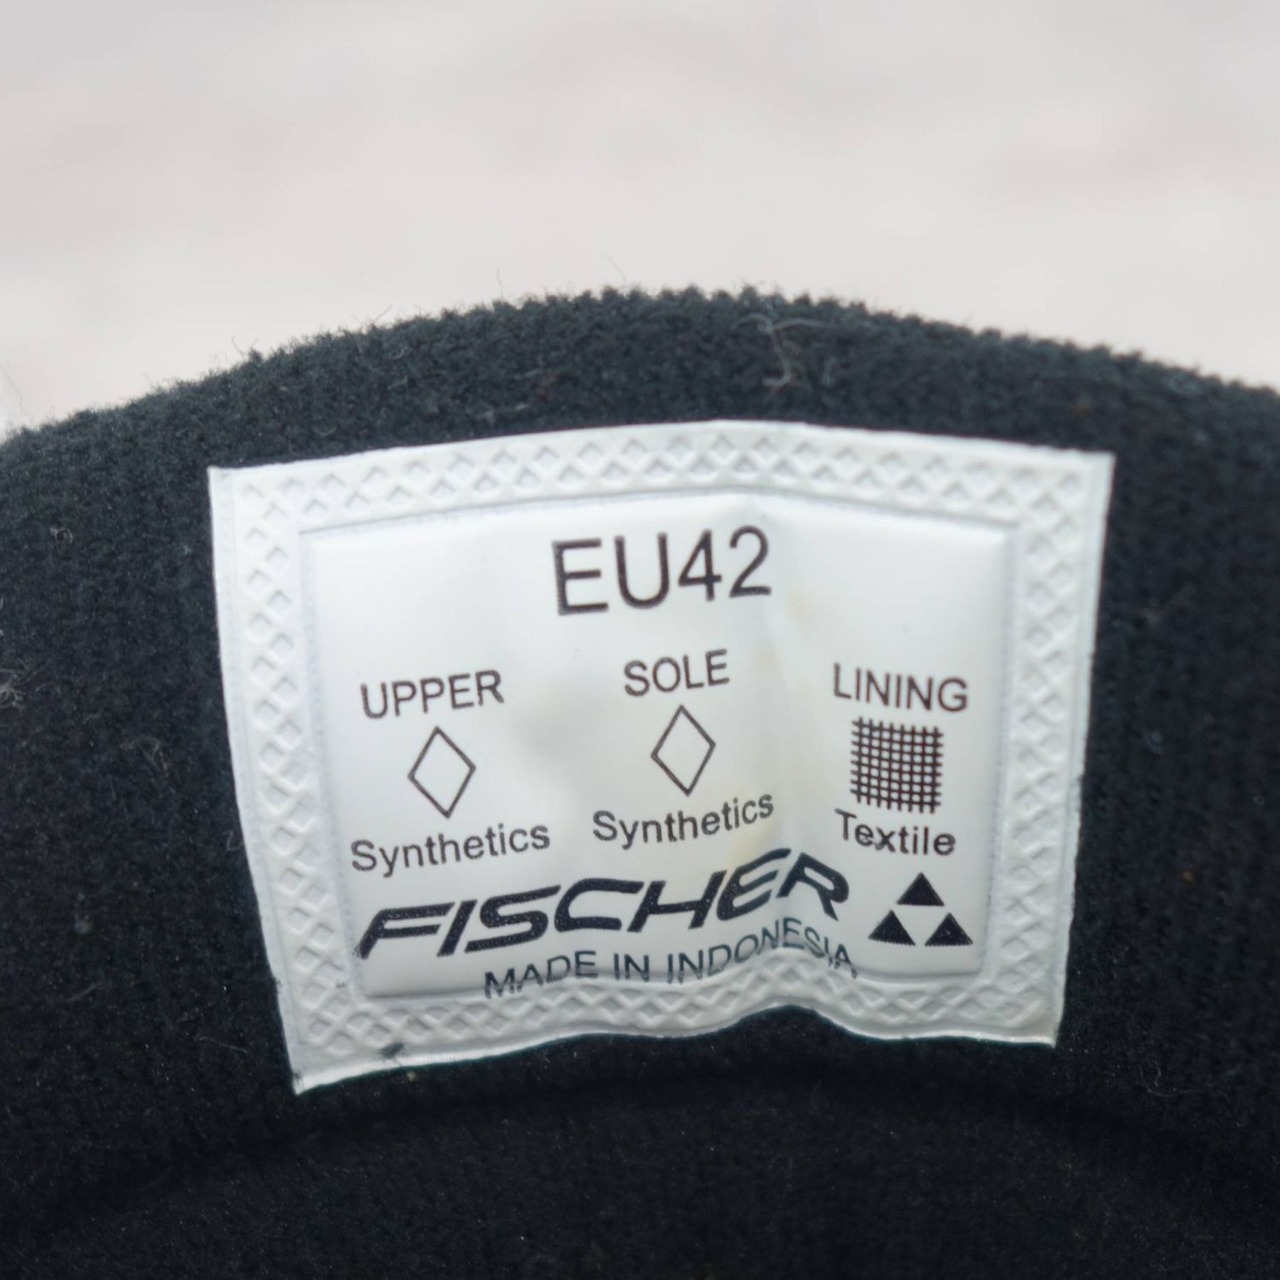 EU42
UPPER SOLE LINING
Synthetics Synthetics Textile
FISCHER
MADE IN INDONESIA